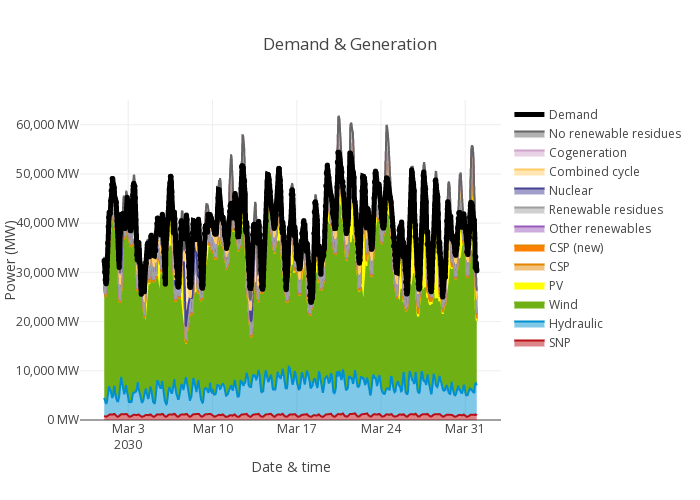 Demand & Generation
60,000 MW
50,000 MW
40,000 MW
30,000 MW
20,000 MW
10,000 MW
0 MW
Power (MW)
Mar 3
2030
Mar 10
Mar 17
Mar 24
Mar 31
Date & time
Demand
No renewable residues
Cogeneration
Combined cycle
Nuclear
Renewable residues
Other renewables
CSP (new)
CSP
PV
Wind
Hydraulic
SNP